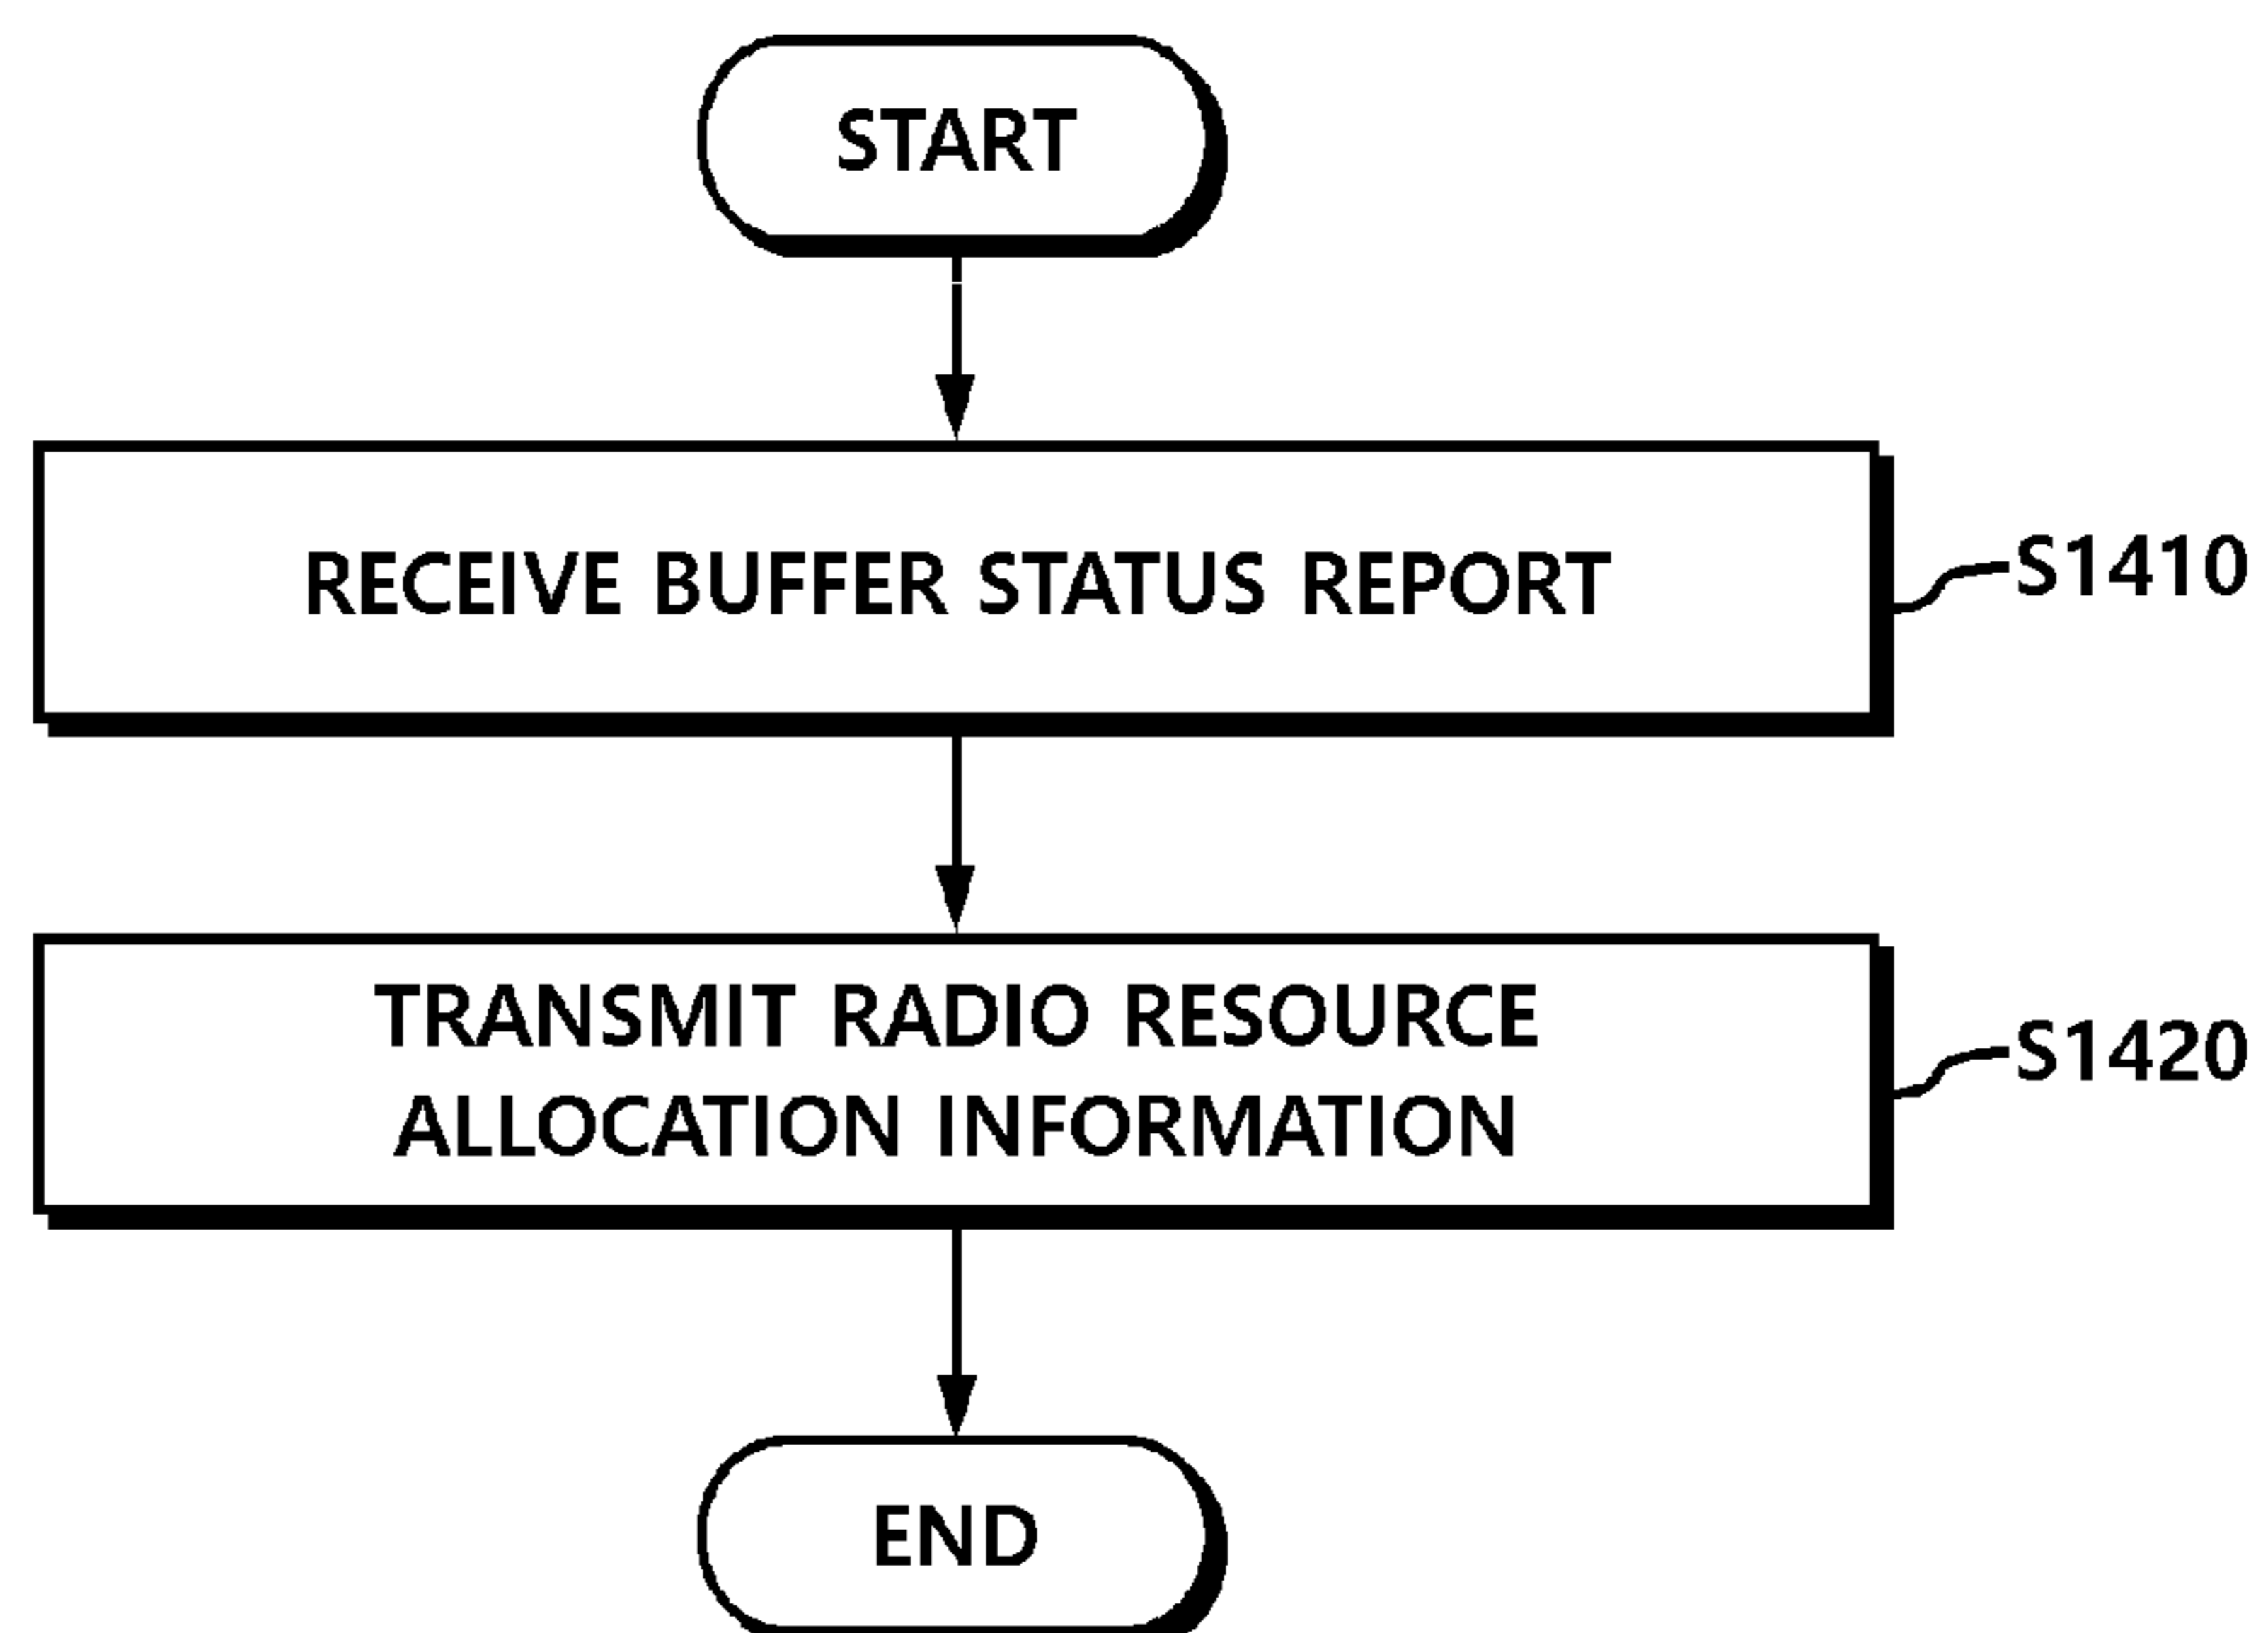 START
RECEIVE BUFFER STATUS REPORT
S1410
TRANSMIT RADIO RESOURCE
ALLOCATION INFORMATION
S1420
END